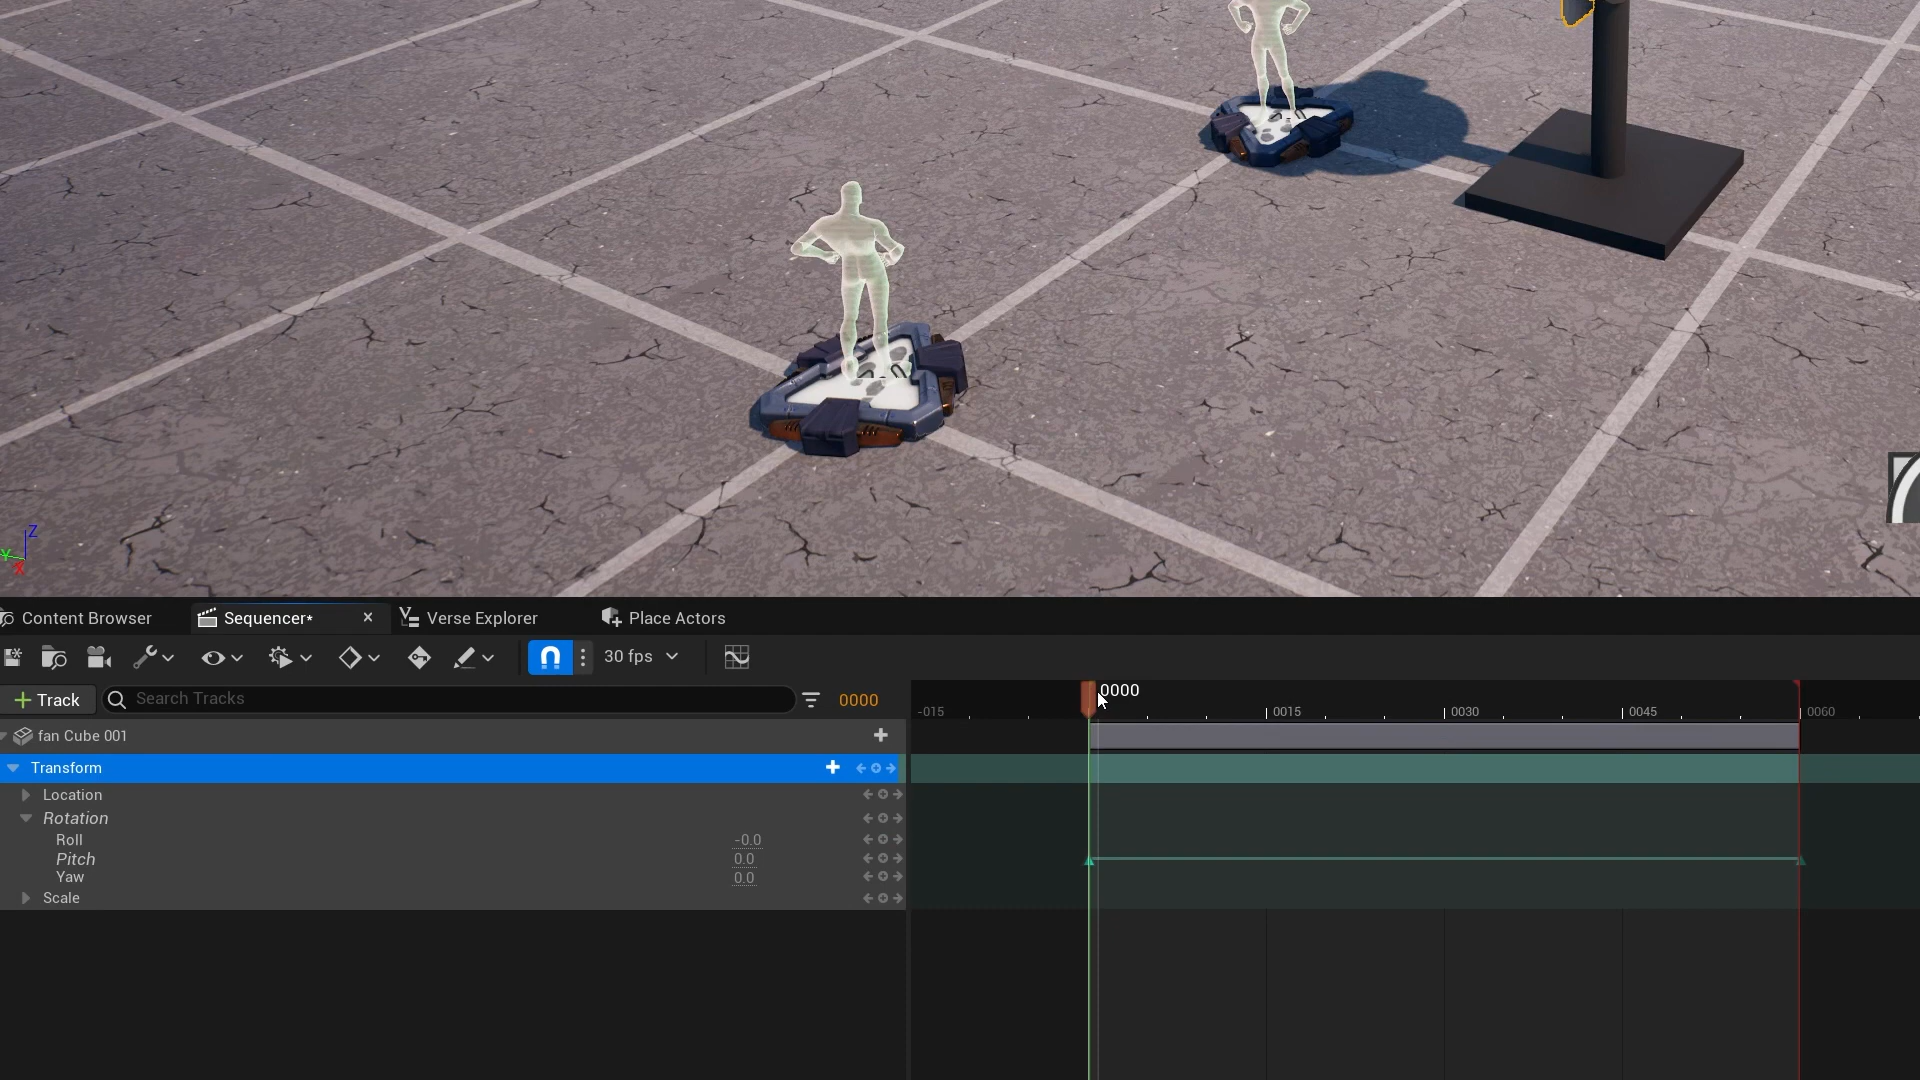 Z
Y
X
Content Browser
Sequencer*
Verse Explorer
Place Actors
30 fps
+ Track
Search Tracks
0000
0000
-015
0015
0030
0045
0060
fan Cube 001
Transform
Location
Rotation
Roll
-0.0
Pitch
0.0
Yaw
0.0
Scale